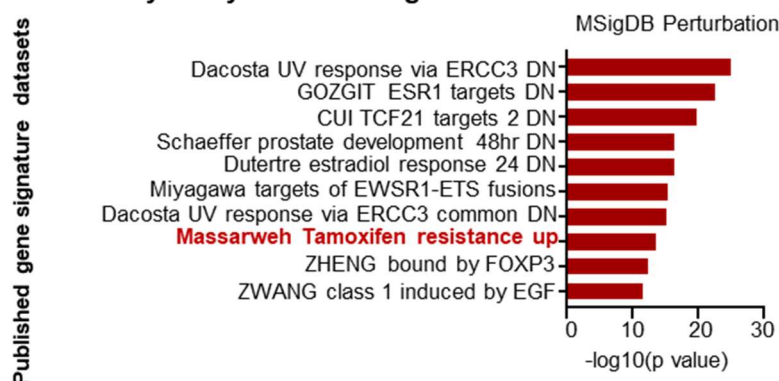 MSigDB Perturbation
Published gene signature datasets
Dacosta UV response via ERCC3 DN
GOZGIT ESR1 targets DN
CUI TCF21 targets 2 DN
Schaeffer prostate development 48hr DN
Dutertre estradiol response 24 DN
Miyagawa targets of EWSR1-ETS fusions
Dacosta UV response via ERCC3 common DN
Massarweh Tamoxifen resistance up
ZHENG bound by FOXP3
ZWANG class 1 induced by EGF
0 10 20 30
-log10(p value)